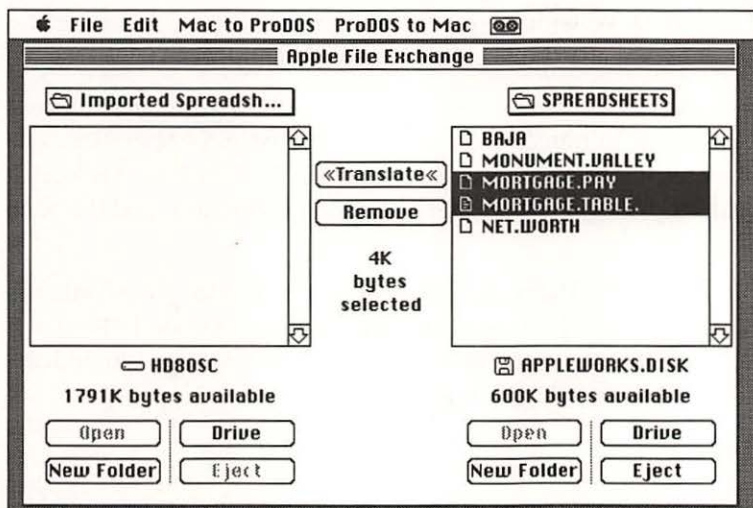 File Edit Mac to ProDOS ProDOS to Mac
Apple File Exchange
Imported Spreadsh...
SPREADSHEETS
BAJA
MONUMENT.VALLEY
MORTGAGE.PAY
MORTGAGE.TABLE.
NET.WORTH
«Translate«
Remove
4K
bytes
selected
HD80SC
APPLEWORKS.DISK
1791K bytes available
600K bytes available
Open Drive
Open Drive
New Folder Eject
New Folder Eject